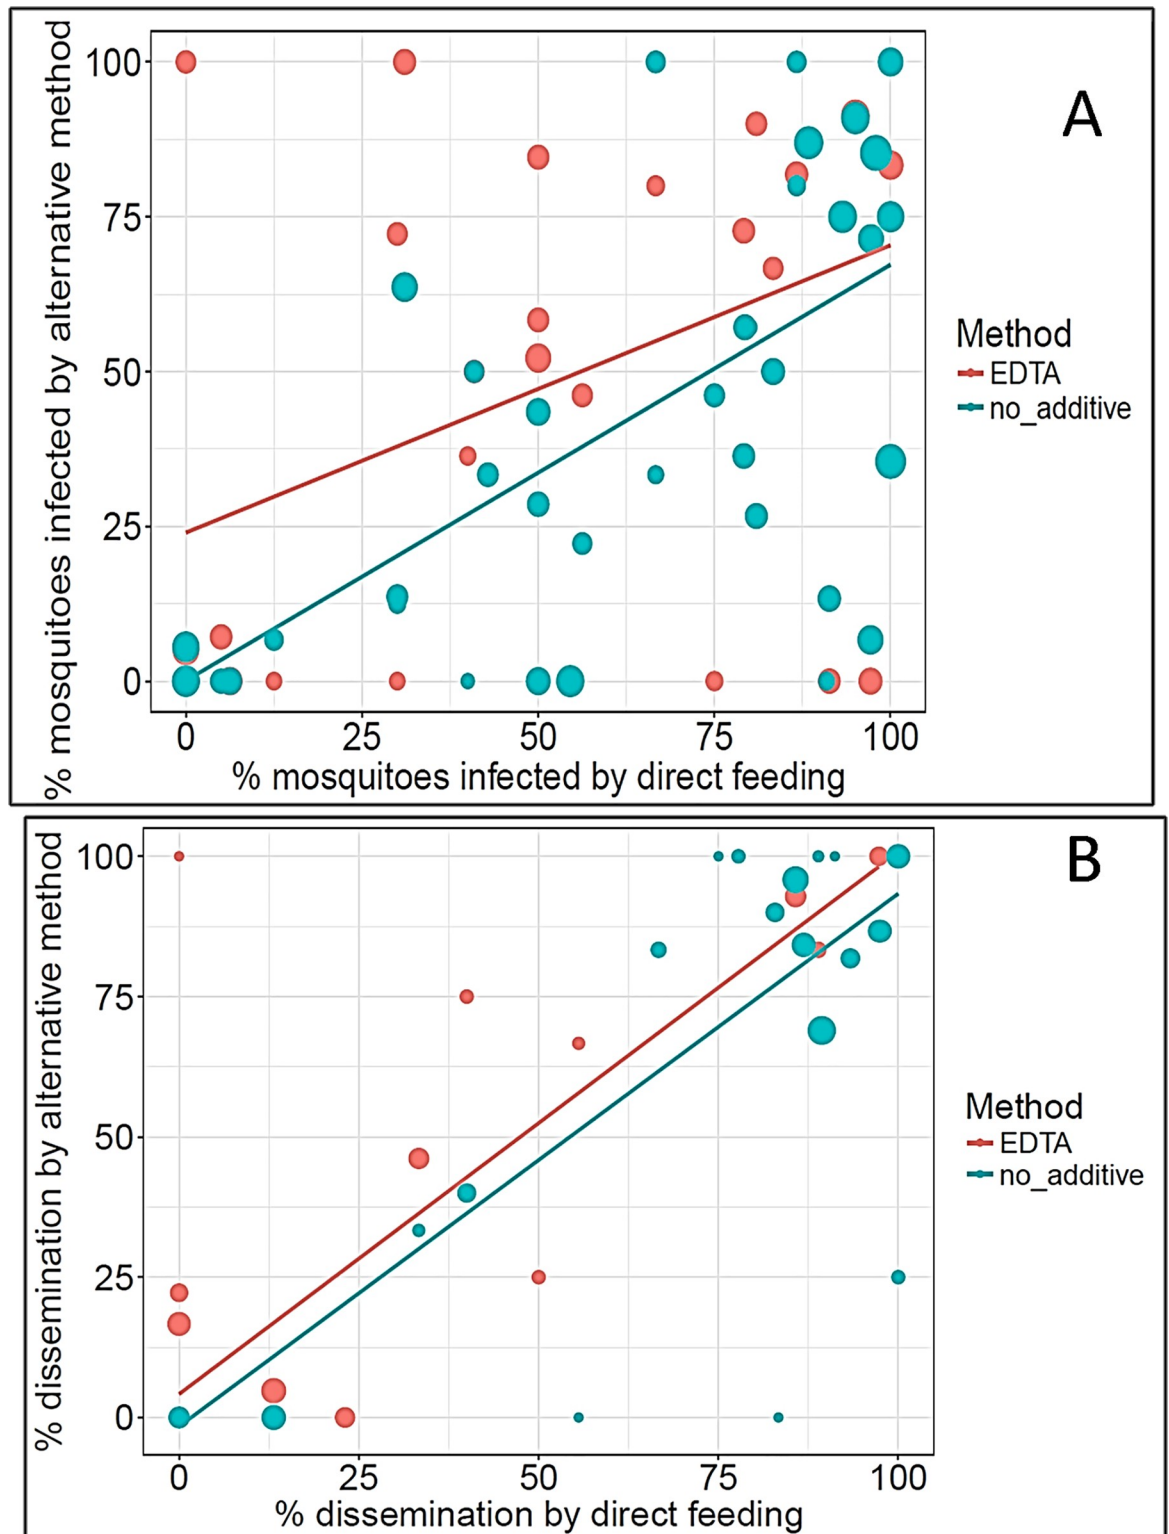 A
% mosquitoes infected by alternative method
100
75
50
25
0
0 25 50 75 100
% mosquitoes infected by direct feeding
Method
EDTA
no_additive
B
% dissemination by alternative method
100
75
50
25
0
0 25 50 75 100
% dissemination by direct feeding
Method
EDTA
no_additive